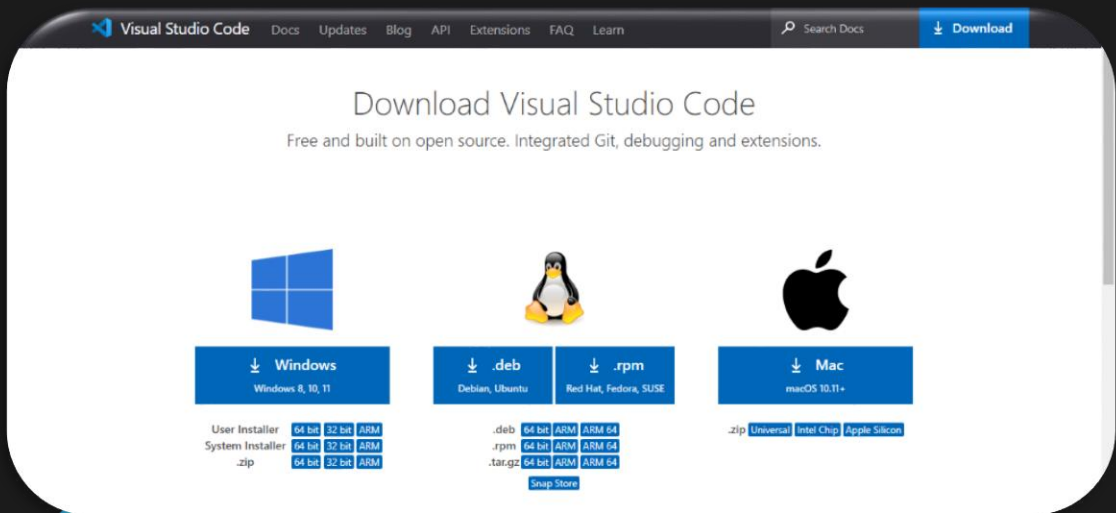 Visual Studio Code Docs Updates Blog API Extensions FAQ Learn Search Docs Download
Download Visual Studio Code
Free and built on open source. Integrated Git, debugging and extensions.
Windows
Windows 8, 10, 11
User Installer 64 bit 32 bit ARM
System Installer 64 bit 32 bit ARM
.zip 64 bit 32 bit ARM
.deb
Debian, Ubuntu
.rpm
Red Hat, Fedora, SUSE
.deb 64 bit ARM ARM 64
.rpm 64 bit ARM ARM 64
.tar.gz 64 bit ARM ARM 64
Snap Store
Mac
macOS 10.11+
.zip Universal Intel Chip Apple Silicon